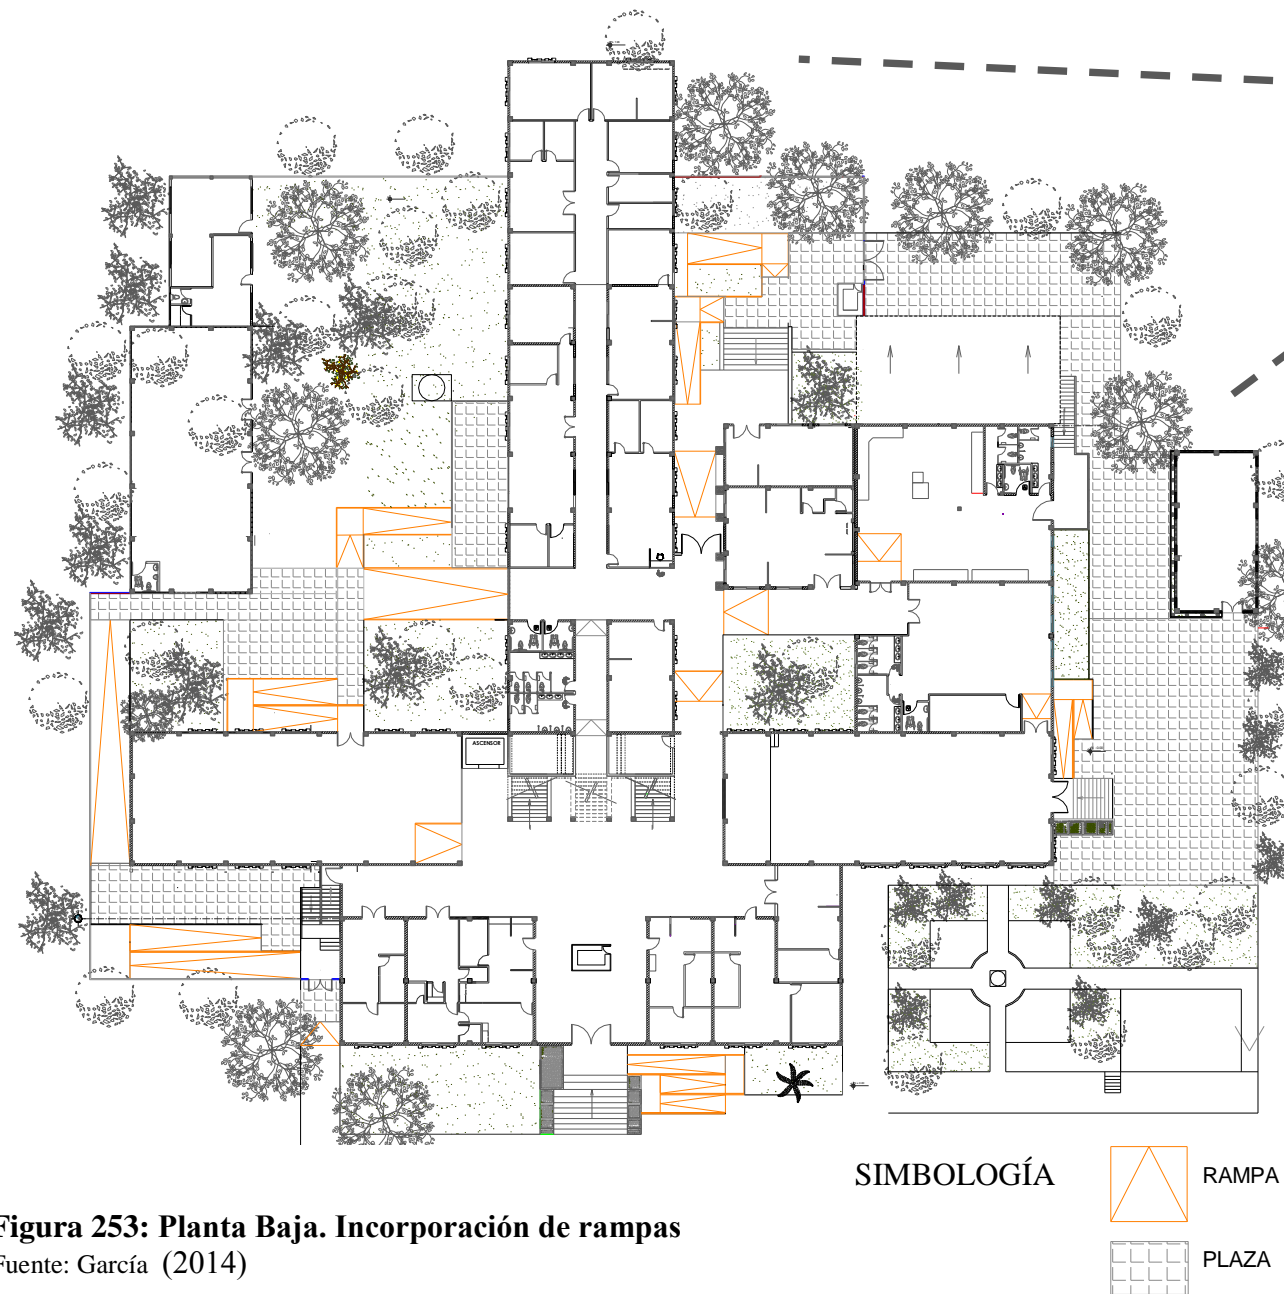 ASCENSOR
SIMBOLOGÍA
RAMPA
PLAZA
Figura 253: Planta Baja. Incorporación de rampas
Fuente: García (2014)